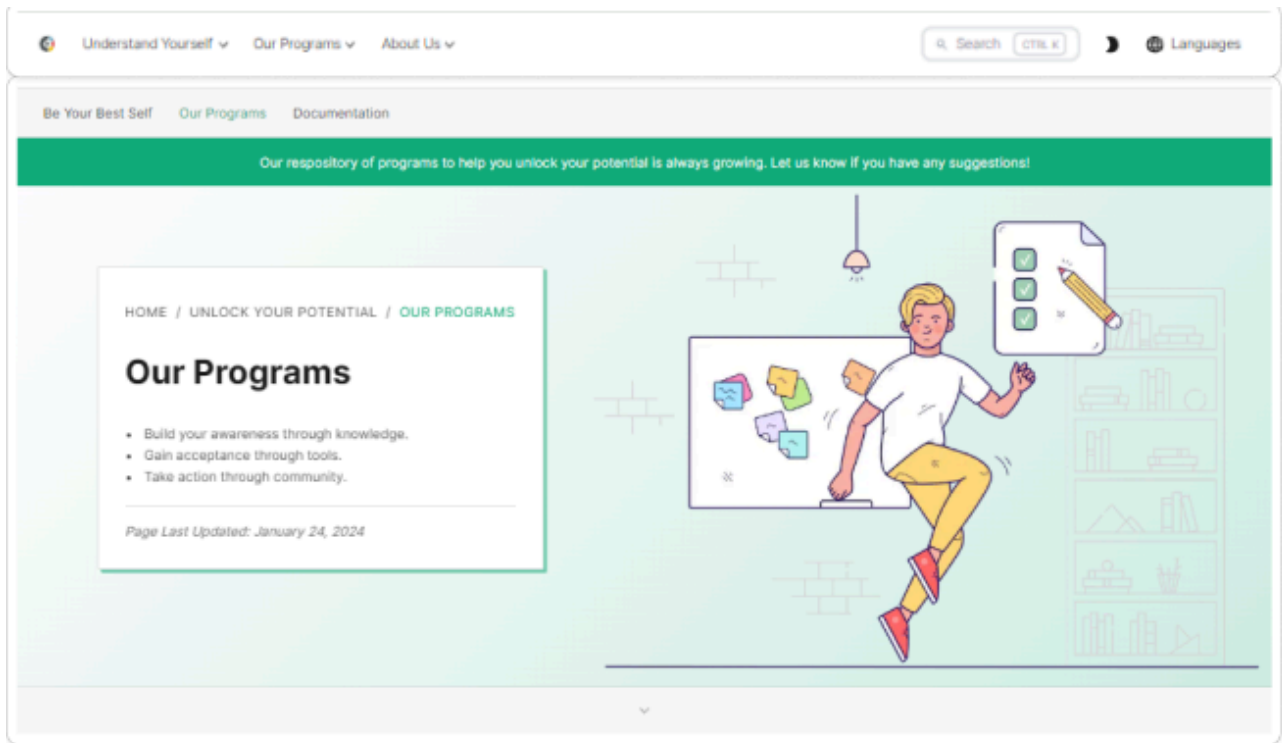 Understand Yourself Our Programs About Us Search CTRL K Languages
Be Your Best Self Our Programs Documentation
Our respository of programs to help you unlock your potential is always growing. Let us know if you have any suggestions!
HOME / UNLOCK YOUR POTENTIAL / OUR PROGRAMS
Our Programs
• Build your awareness through knowledge.
• Gain acceptance through tools.
• Take action through community.
Page Last Updated: January 24, 2024